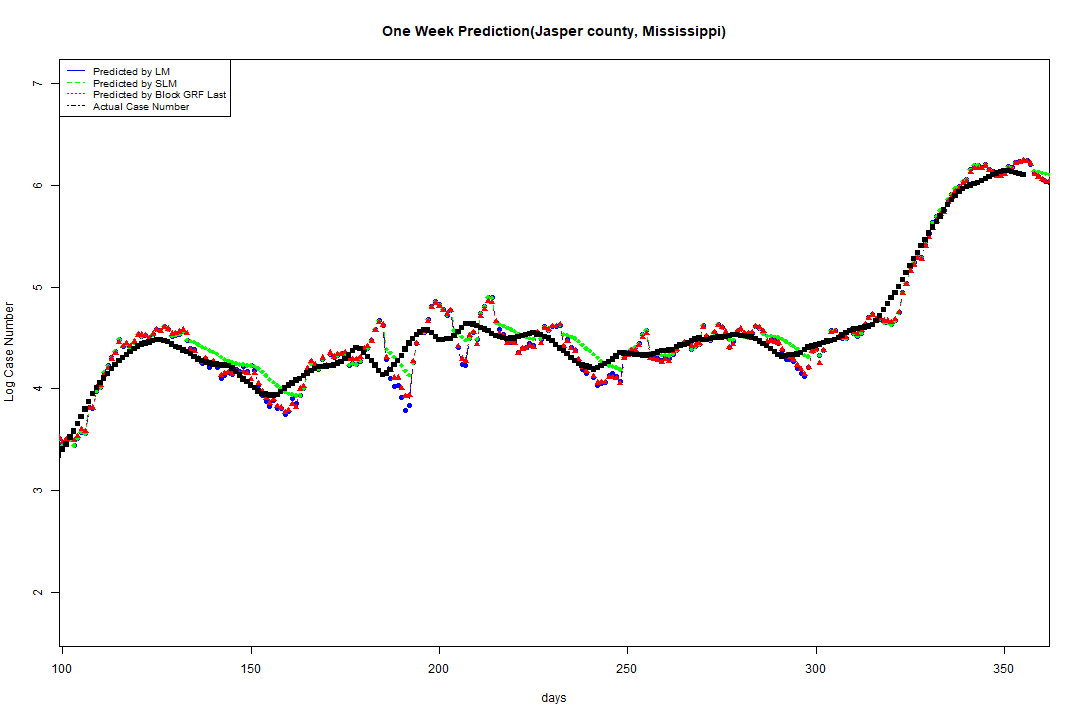 One Week Prediction(Jasper county, Mississippi)
Predicted by LM
Predicted by SLM
Predicted by Block GRF Last
Actual Case Number
7
6
5
4
3
2
Log Case Number
100 150 200 250 300 350
days